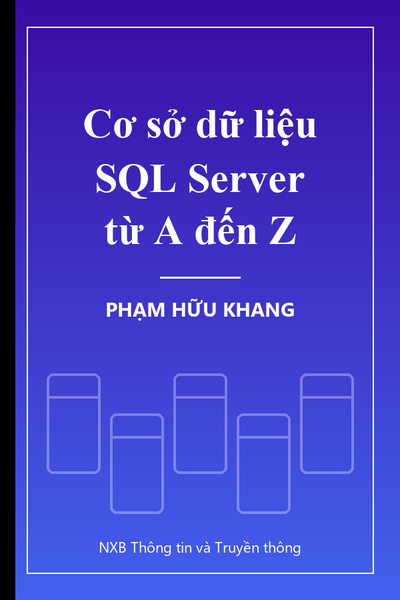 Cơ sở dữ liệu
SQL Server
từ A đến Z
PHẠM HỮU KHANG
NXB Thông tin và Truyền thông